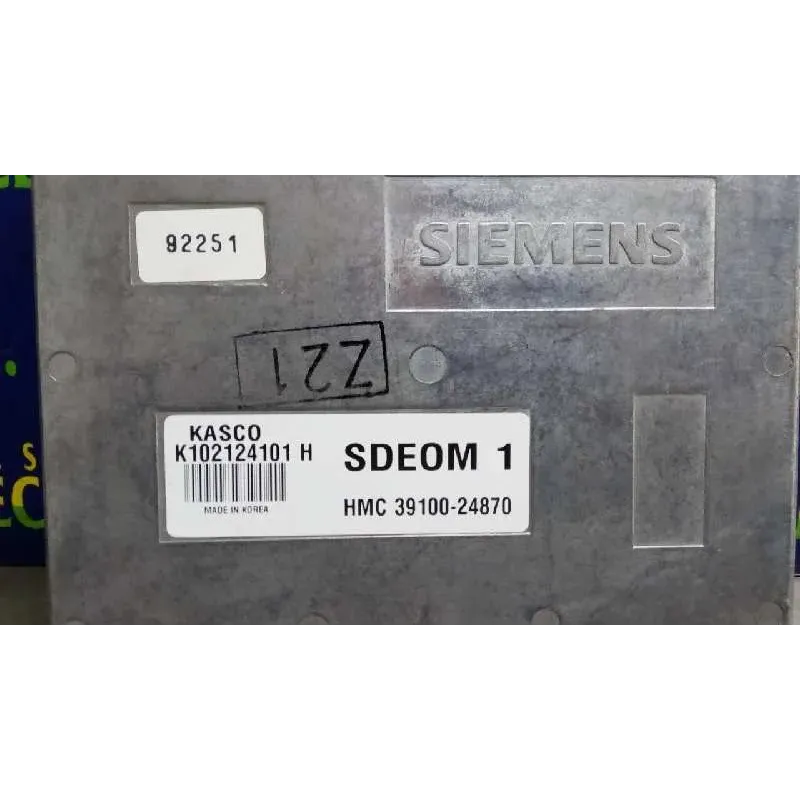 92251
SIEMENS
Z21
KASCO
K102124101 H
MADE IN KOREA
SDEOM 1
HMC 39100-24870